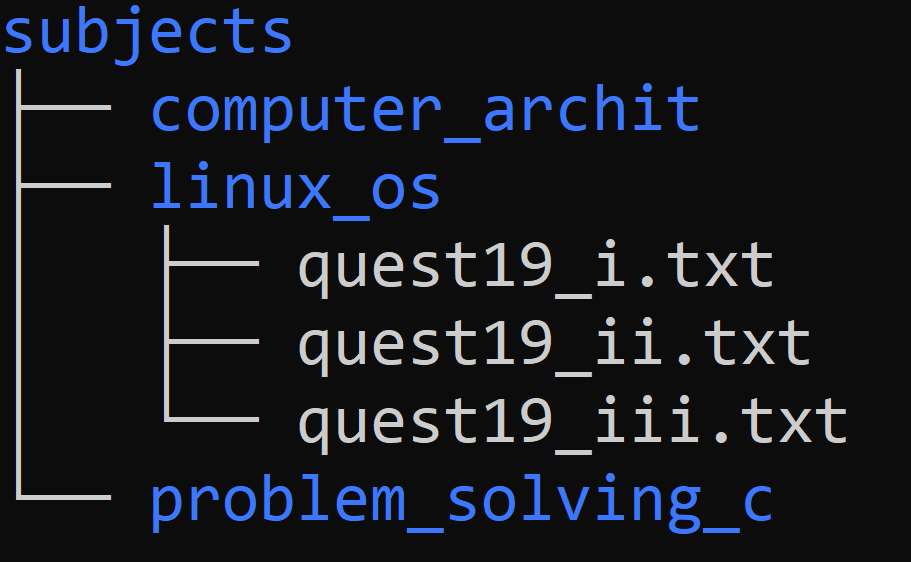 subjects
├── computer_archit
├── linux_os
│   ├── quest19_i.txt
│   ├── quest19_ii.txt
│   └── quest19_iii.txt
└── problem_solving_c